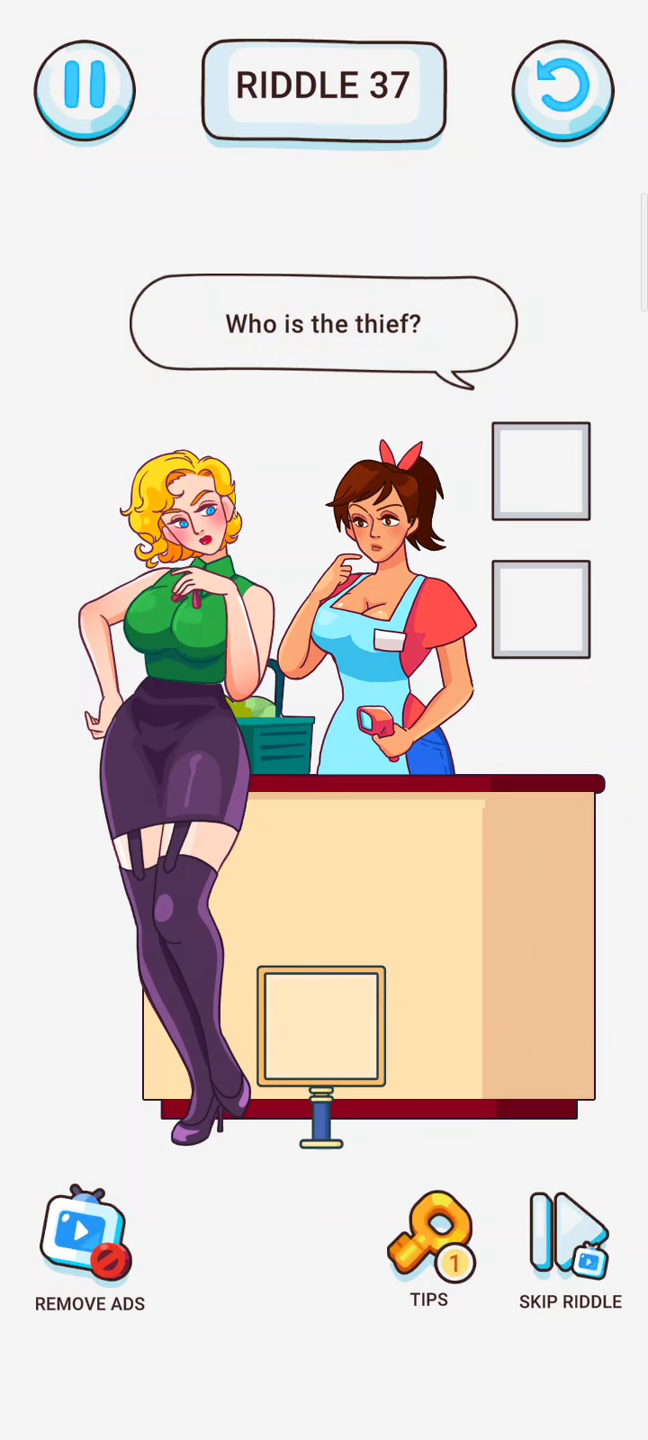 RIDDLE 37
Who is the thief?
1
REMOVE ADS
TIPS
SKIP RIDDLE